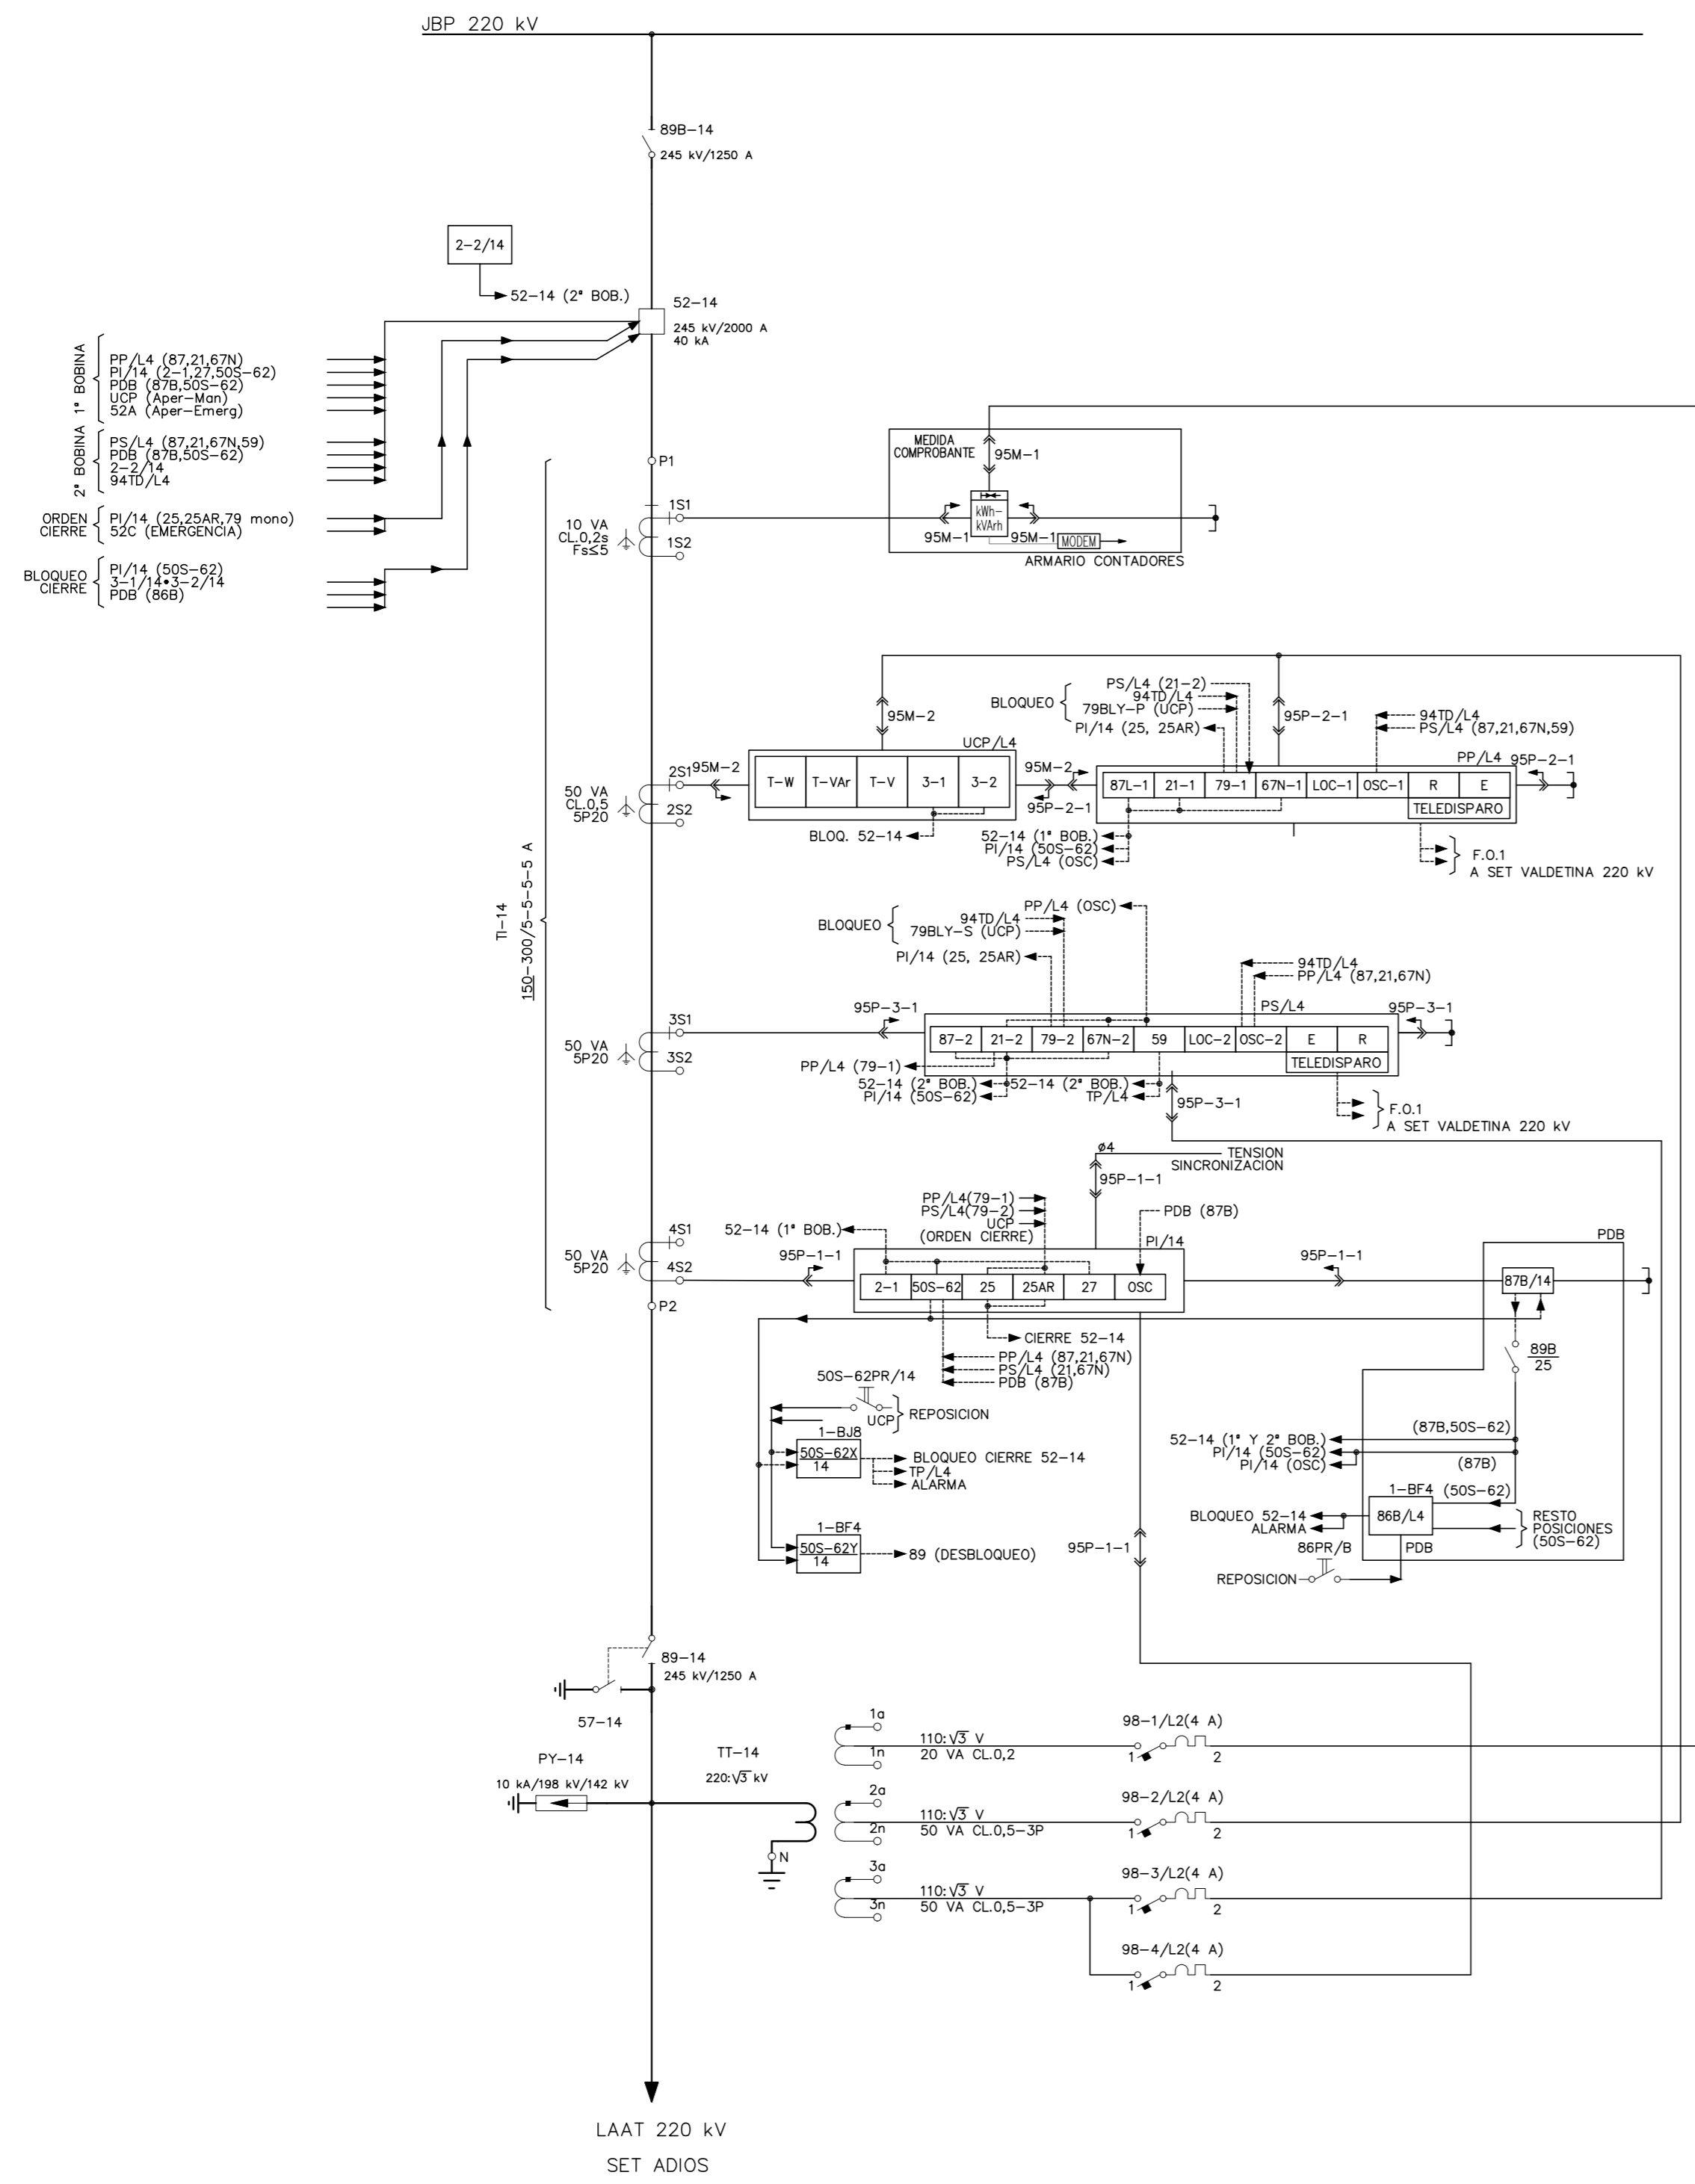 JBP 220 kV
89B-14
245 kV/1250 A
2-2/14
52-14 (2ª BOB.)
52-14
245 kV/2000 A
40 kA
1ª BOBINA
PP/L4 (87,21,67N)
PI/14 (2-1,27,50S-62)
PDB (87B,50S-62)
UCP (Aper-Man)
52A (Aper-Emerg)
2ª BOBINA
PS/L4 (87,21,67N,59)
PDB (87B,50S-62)
2-2/14
94TD/L4
ORDEN
CIERRE
PI/14 (25,25AR,79 mono)
52C (EMERGENCIA)
BLOQUEO
CIERRE
PI/14 (50S-62)
3-1/14•3-2/14
PDB (86B)
P1
1S1
10 VA
CL.0,2s
Fs≤5
1S2
MEDIDA
COMPROBANTE
95M-1
kWh-
kVArh
95M-1
95M-1
MODEM
ARMARIO CONTADORES
TI-14
150-300/5-5-5-5 A
2S1
50 VA
CL.0,5
5P20
2S2
95M-2
95M-2
UCP/L4
T-W
T-VAr
T-V
3-1
3-2
BLOQ. 52-14
95M-2
95P-2-1
BLOQUEO
PS/L4 (21-2)
94TD/L4
79BLY-P (UCP)
PI/14 (25, 25AR)
95P-2-1
94TD/L4
PS/L4 (87,21,67N,59)
PP/L4
95P-2-1
87L-1
21-1
79-1
67N-1
LOC-1
OSC-1
R
E
TELEDISPARO
52-14 (1ª BOB.)
PI/14 (50S-62)
PS/L4 (OSC)
F.O.1
A SET VALDETINA 220 kV
PP/L4 (OSC)
BLOQUEO
94TD/L4
79BLY-S (UCP)
PI/14 (25, 25AR)
94TD/L4
PP/L4 (87,21,67N)
3S1
50 VA
5P20
3S2
95P-3-1
PS/L4
95P-3-1
87-2
21-2
79-2
67N-2
59
LOC-2
OSC-2
E
R
TELEDISPARO
PP/L4 (79-1)
52-14 (2ª BOB.)
PI/14 (50S-62)
52-14 (2ª BOB.)
TP/L4
95P-3-1
F.O.1
A SET VALDETINA 220 kV
ø4
TENSION
SINCRONIZACION
95P-1-1
PP/L4(79-1)
PS/L4(79-2)
UCP
(ORDEN CIERRE)
PDB (87B)
4S1
50 VA
5P20
4S2
52-14 (1ª BOB.)
95P-1-1
PI/14
95P-1-1
PDB
2-1
50S-62
25
25AR
27
OSC
87B/14
P2
CIERRE 52-14
PP/L4 (87,21,67N)
PS/L4 (21,67N)
PDB (87B)
89B
25
50S-62PR/14
UCP
REPOSICION
1-BJ8
50S-62X
14
BLOQUEO CIERRE 52-14
TP/L4
ALARMA
(87B,50S-62)
52-14 (1ª Y 2ª BOB.)
PI/14 (50S-62)
PI/14 (OSC)
(87B)
1-BF4
(50S-62)
86B/L4
BLOQUEO 52-14
ALARMA
RESTO
POSICIONES
(50S-62)
PDB
86PR/B
REPOSICION
1-BF4
50S-62Y
14
89 (DESBLOQUEO)
95P-1-1
89-14
245 kV/1250 A
57-14
PY-14
10 kA/198 kV/142 kV
TT-14
220:√3 kV
N
1a
1n
110:√3 V
20 VA CL.0,2
98-1/L2(4 A)
1
2
2a
2n
110:√3 V
50 VA CL.0,5-3P
98-2/L2(4 A)
1
2
3a
3n
110:√3 V
50 VA CL.0,5-3P
98-3/L2(4 A)
1
2
98-4/L2(4 A)
1
2
LAAT 220 kV
SET ADIOS